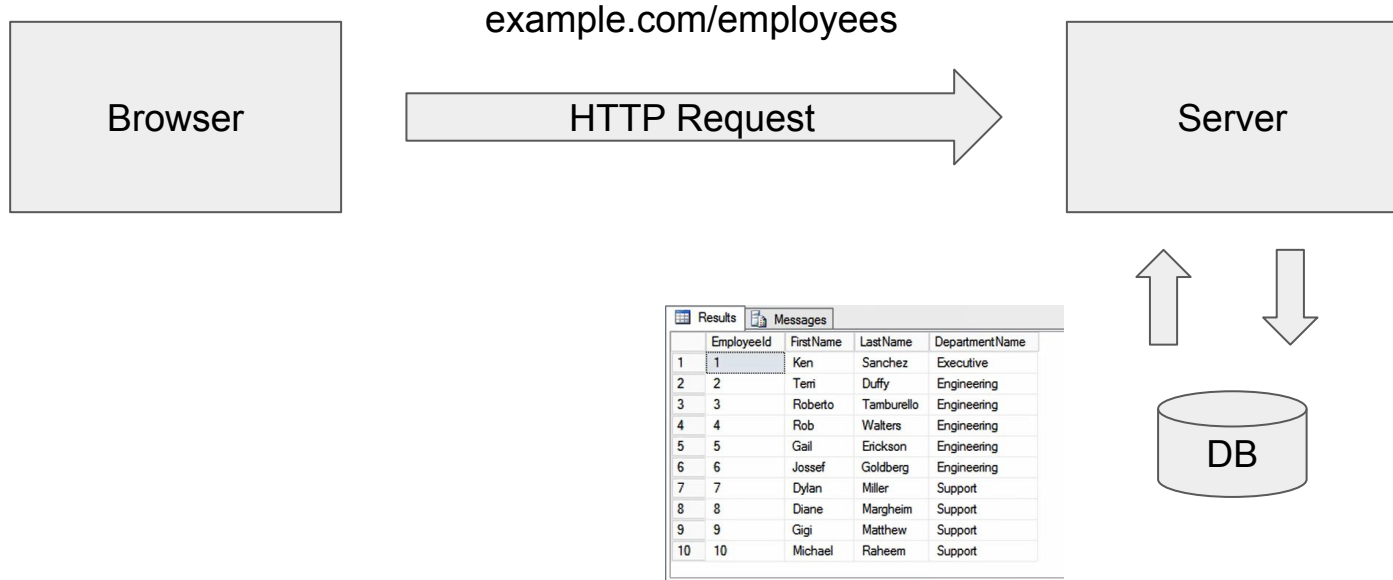 example.com/employees
Browser
HTTP Request
Server
Results Messages
EmployeeId FirstName LastName DepartmentName
1 1 Ken Sanchez Executive
2 2 Terri Duffy Engineering
3 3 Roberto Tamburello Engineering
4 4 Rob Walters Engineering
5 5 Gail Erickson Engineering
6 6 Jossef Goldberg Engineering
7 7 Dylan Miller Support
8 8 Diane Margheim Support
9 9 Gigi Matthew Support
10 10 Michael Raheem Support
DB